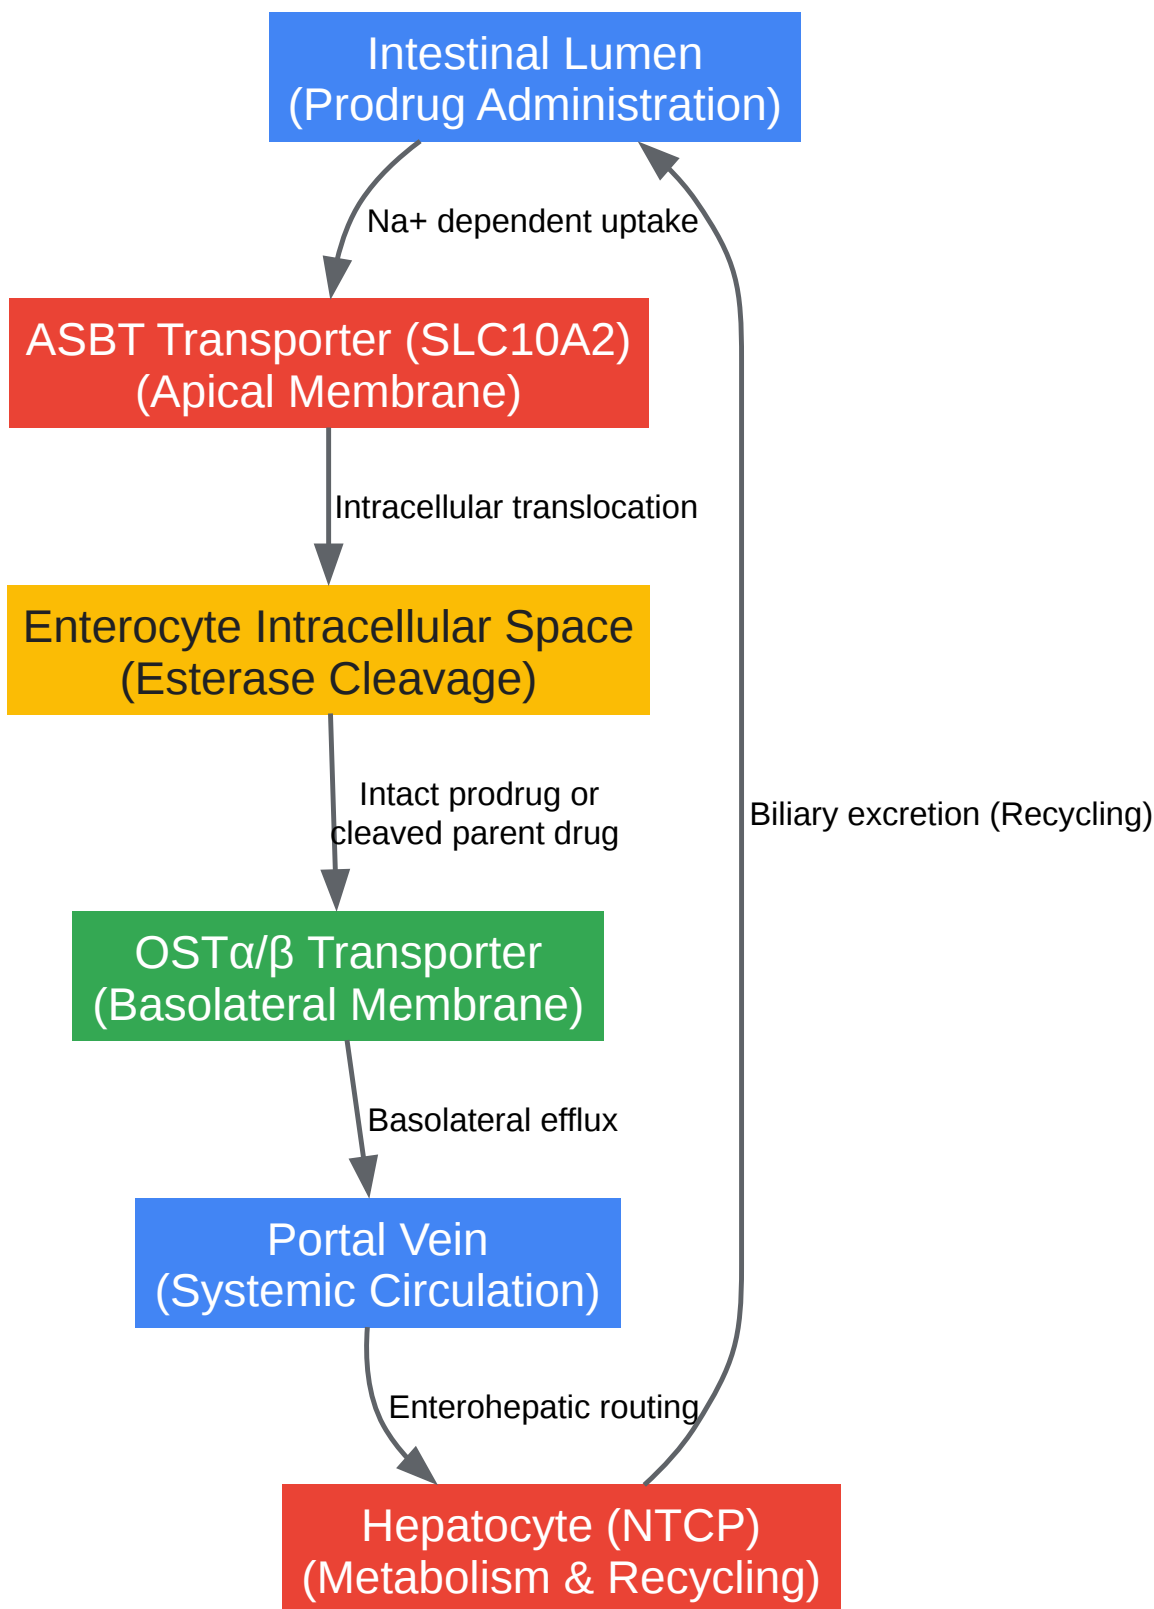 Intestinal Lumen
(Prodrug Administration)
Na+ dependent uptake
ASBT Transporter (SLC10A2)
(Apical Membrane)
Intracellular translocation
Enterocyte Intracellular Space
(Esterase Cleavage)
Intact prodrug or
cleaved parent drug
Biliary excretion (Recycling)
OSTα/β Transporter
(Basolateral Membrane)
Basolateral efflux
Portal Vein
(Systemic Circulation)
Enterohepatic routing
Hepatocyte (NTCP)
(Metabolism & Recycling)